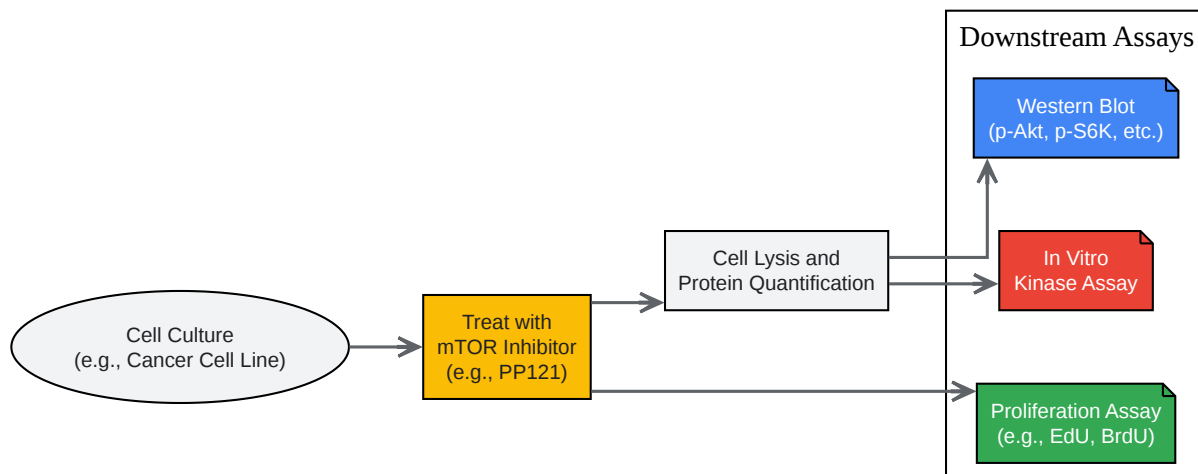 Downstream Assays
Western Blot
(p-Akt, p-S6K, etc.)
Cell Lysis and
Protein Quantification
In Vitro
Kinase Assay
Cell Culture
(e.g., Cancer Cell Line)
Treat with
mTOR Inhibitor
(e.g., PP121)
Proliferation Assay
(e.g., EdU, BrdU)